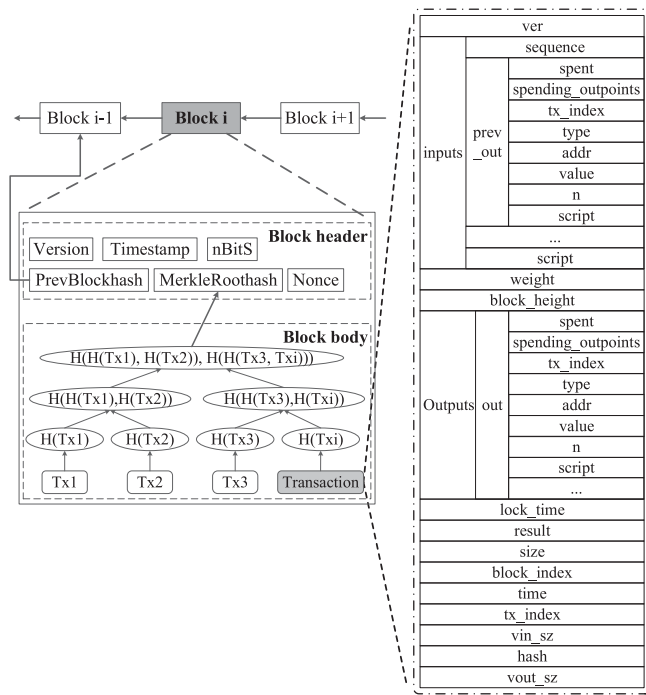 Block i-1
Block i
Block i+1
Block header
Version
Timestamp
nBitS
PrevBlockhash
MerkleRoothash
Nonce
Block body
H(H(Tx1), H(Tx2)), H(H(Tx3, Txi)))
H(H(Tx1),H(Tx2))
H(H(Tx3),H(Txi))
H(Tx1)
H(Tx2)
H(Tx3)
H(Txi)
Tx1
Tx2
Tx3
Transaction
ver
inputs
sequence
prev
_out
spent
spending_outpoints
tx_index
type
addr
value
n
script
...
script
weight
block_height
Outputs
out
spent
spending_outpoints
tx_index
type
addr
value
n
script
...
lock_time
result
size
block_index
time
tx_index
vin_sz
hash
vout_sz